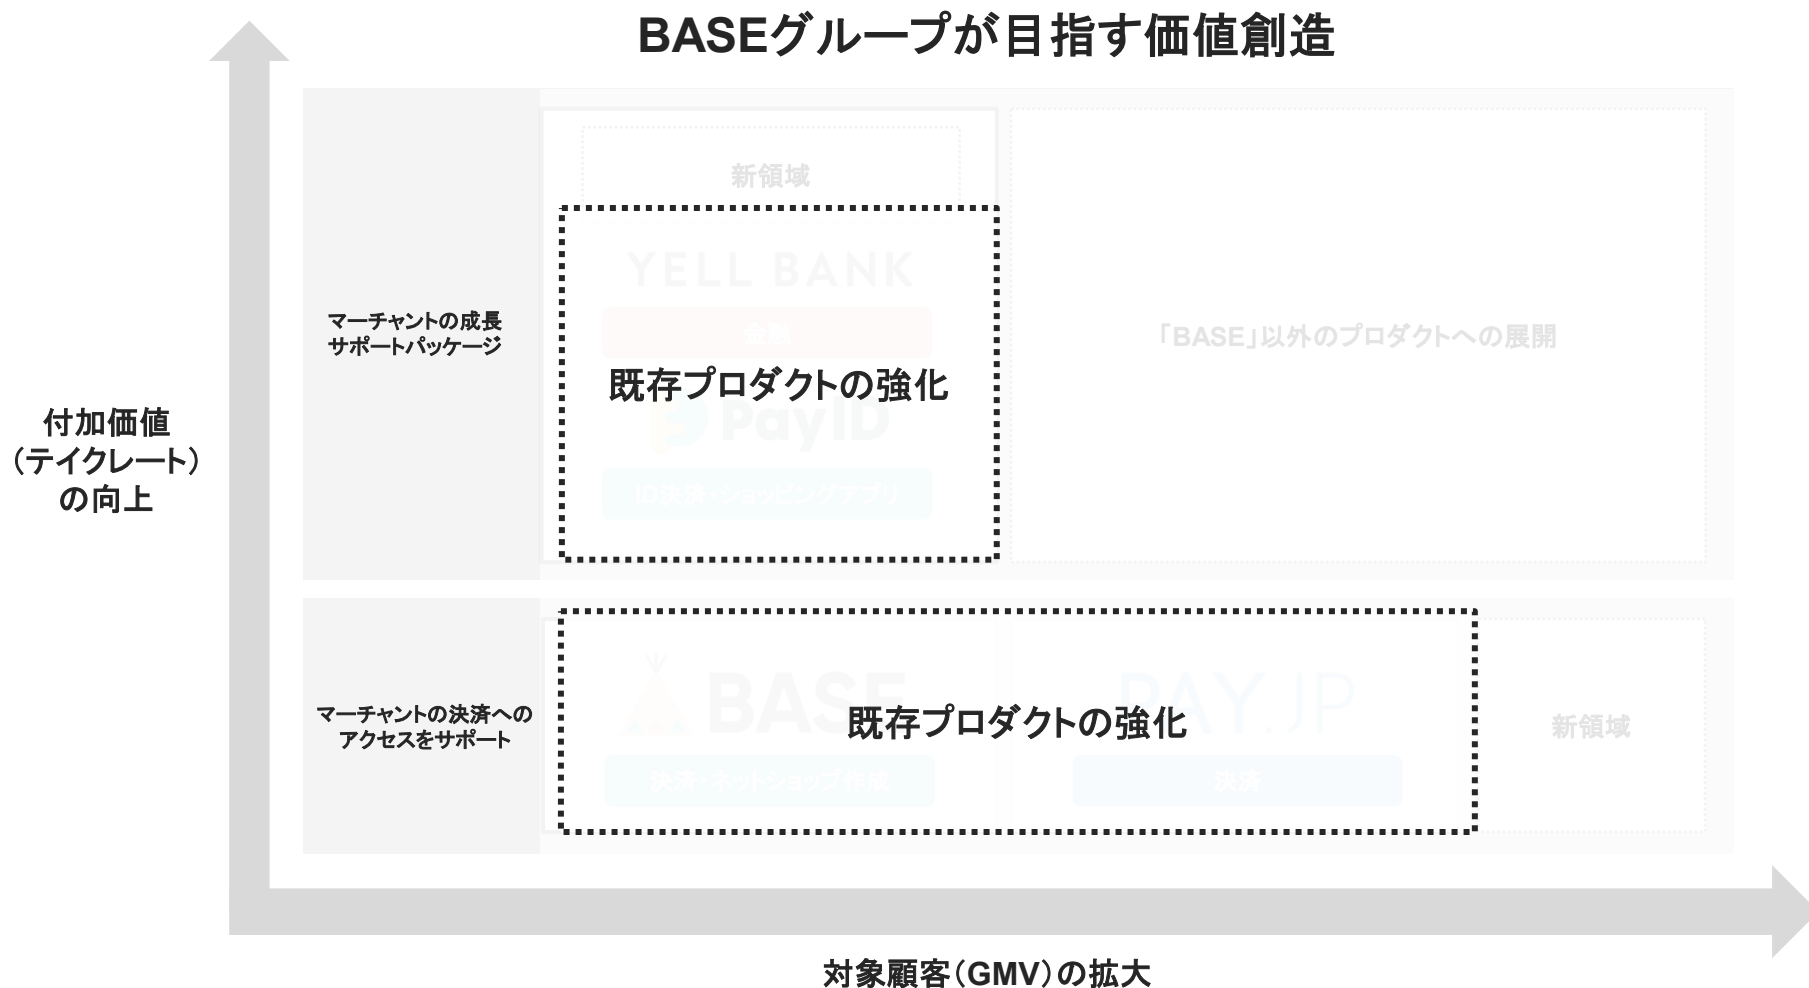 BASEグループが目指す価値創造
新領域
YELL BANK
金融
マーチャントの成長
サポートパッケージ
「BASE」以外のプロダクトへの展開
既存プロダクトの強化
PayID
ID決済・ショッピングアプリ
付加価値
（テイクレート）
の向上
BASE
PAY.JP
マーチャントの決済への
アクセスをサポート
既存プロダクトの強化
新領域
決済・ネットショップ作成
決済
対象顧客（GMV）の拡大